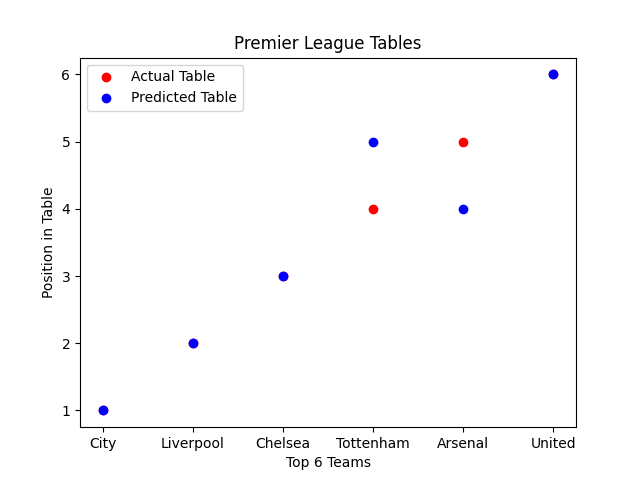 Premier League Tables
Actual Table
Predicted Table
6
5
4
3
2
1
Position in Table
City Liverpool Chelsea Tottenham Arsenal United
Top 6 Teams